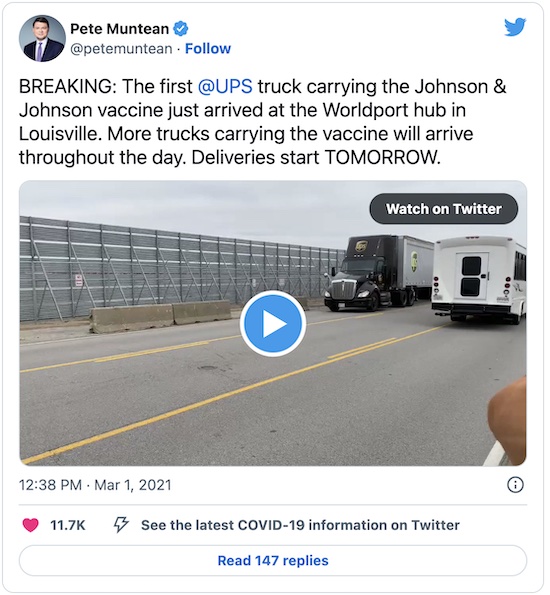 Pete Muntean
@petemuntean · Follow
BREAKING: The first @UPS truck carrying the Johnson &
Johnson vaccine just arrived at the Worldport hub in
Louisville. More trucks carrying the vaccine will arrive
throughout the day. Deliveries start TOMORROW.
Watch on Twitter
12:38 PM · Mar 1, 2021
11.7K See the latest COVID-19 information on Twitter
Read 147 replies